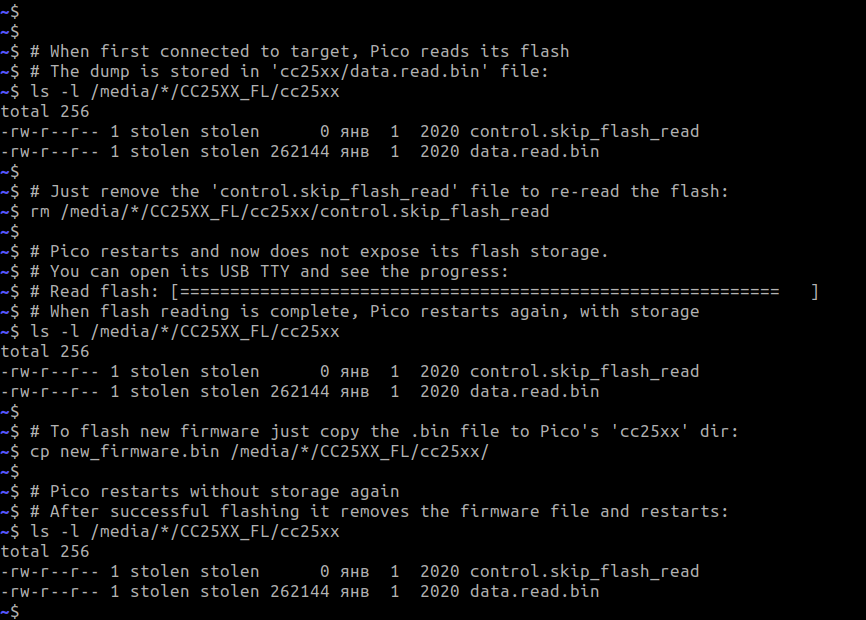 ~$
~$
~$ # When first connected to target, Pico reads its flash
~$ # The dump is stored in 'cc25xx/data.read.bin' file:
~$ ls -l /media/*/CC25XX_FL/cc25xx
total 256
-rw-r--r-- 1 stolen stolen      0 янв  1  2020 control.skip_flash_read
-rw-r--r-- 1 stolen stolen 262144 янв  1  2020 data.read.bin
~$
~$ # Just remove the 'control.skip_flash_read' file to re-read the flash:
~$ rm /media/*/CC25XX_FL/cc25xx/control.skip_flash_read
~$
~$ # Pico restarts and now does not expose its flash storage.
~$ # You can open its USB TTY and see the progress:
~$ # Read flash: [============================================================   ]
~$ # When flash reading is complete, Pico restarts again, with storage
~$ ls -l /media/*/CC25XX_FL/cc25xx
total 256
-rw-r--r-- 1 stolen stolen      0 янв  1  2020 control.skip_flash_read
-rw-r--r-- 1 stolen stolen 262144 янв  1  2020 data.read.bin
~$
~$ # To flash new firmware just copy the .bin file to Pico's 'cc25xx' dir:
~$ cp new_firmware.bin /media/*/CC25XX_FL/cc25xx/
~$
~$ # Pico restarts without storage again
~$ # After successful flashing it removes the firmware file and restarts:
~$ ls -l /media/*/CC25XX_FL/cc25xx
total 256
-rw-r--r-- 1 stolen stolen      0 янв  1  2020 control.skip_flash_read
-rw-r--r-- 1 stolen stolen 262144 янв  1  2020 data.read.bin
~$